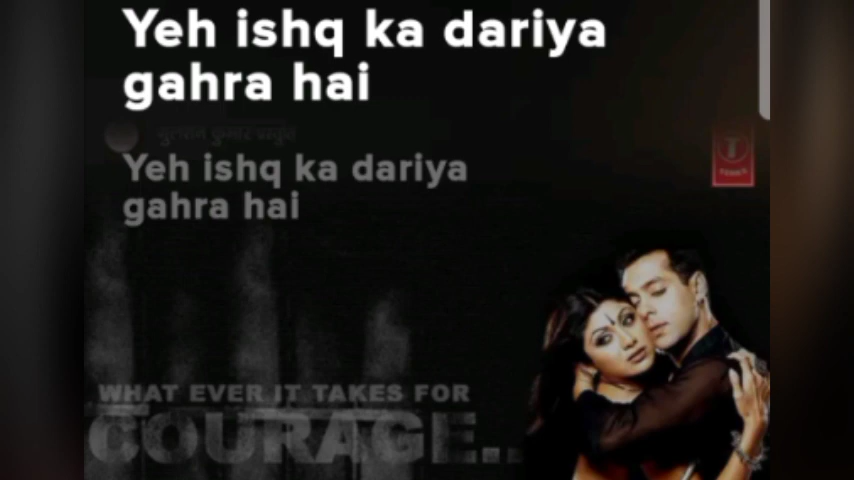 Yeh ishq ka dariya
gahra hai
Yeh ishq ka dariya
gahra hai
WHAT EVER IT TAKES FOR
COURAGE..